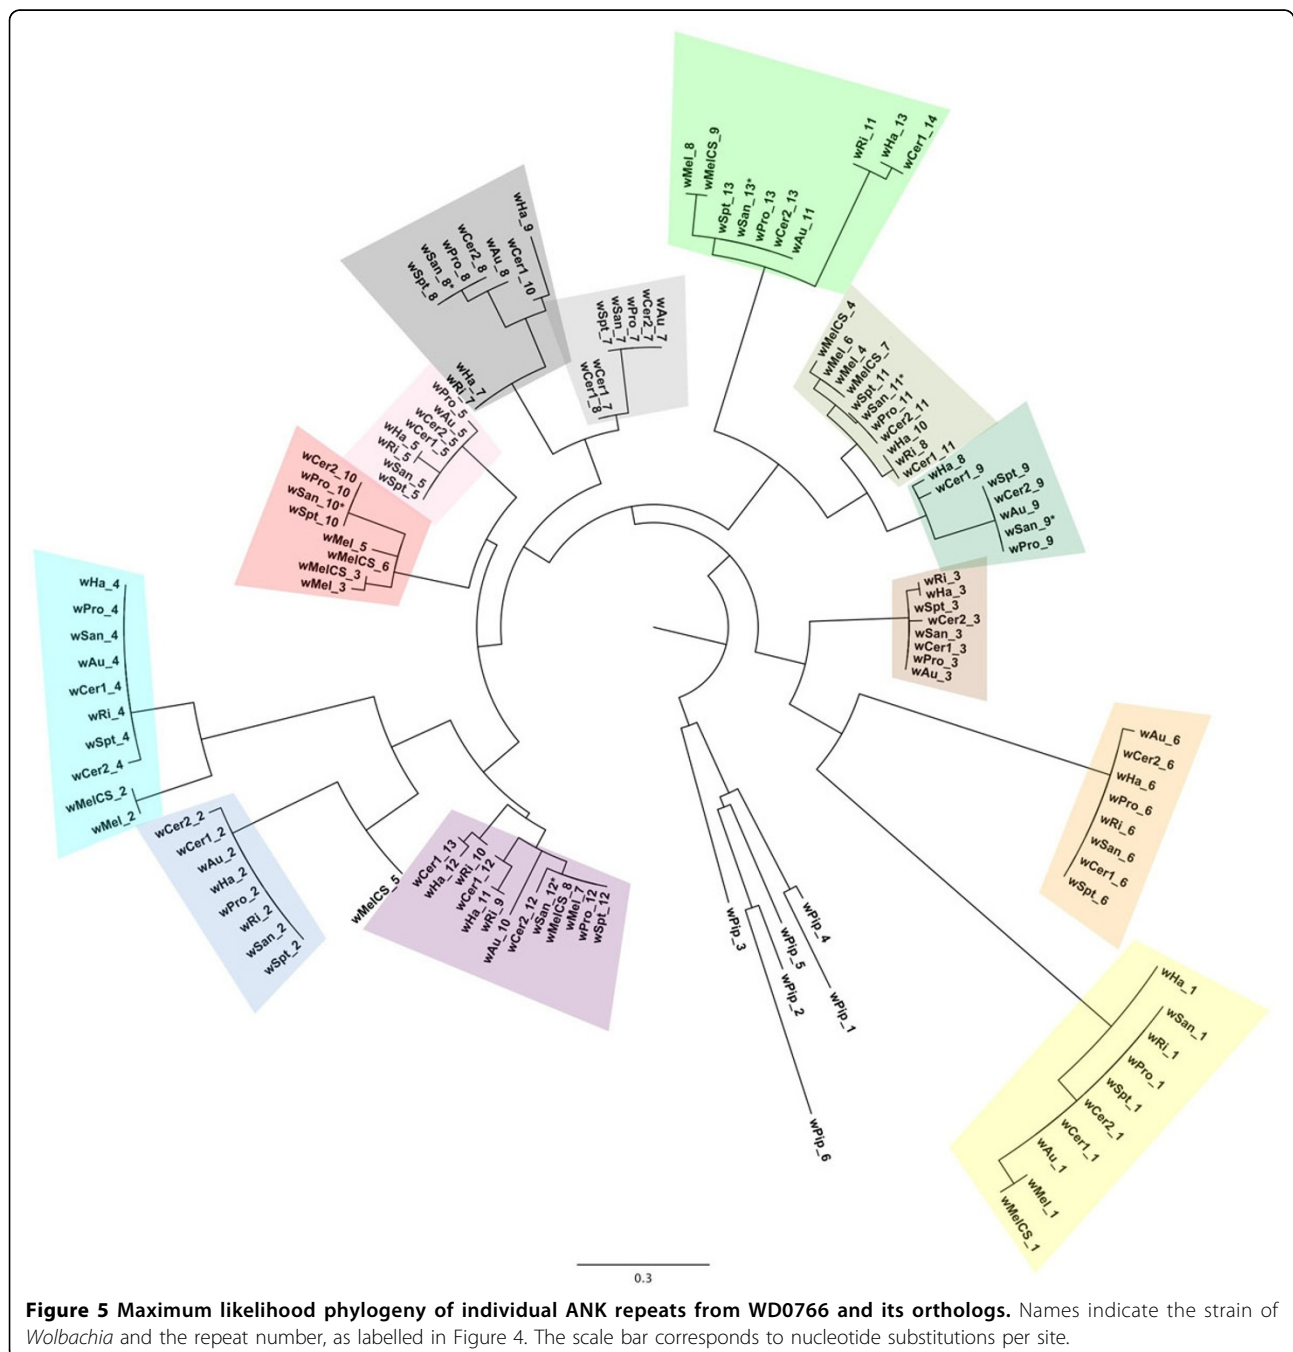 wMel_8
wMelCS_9
wSpt_13
wSan_13*
wPro_13
wCer2_13
wAu_11
wRi_11
wHa_13
wCer1_14
wHa_9
wCer1_10
wAu_8
wCer2_8
wPro_8
wSan_8*
wSpt_8
wHa_7
wRi_7
wAu_7
wCer2_7
wPro_7
wSan_7
wSpt_7
wCer1_7
wCer1_8
wMelCS_4
wMel_6
wMel_4
wMelCS_7
wSpt_11
wSan_11*
wPro_11
wCer2_11
wHa_10
wRi_8
wCer1_11
wHa_8
wCer1_9
wSpt_9
wCer2_9
wAu_9
wSan_9*
wPro_9
wPro_5
wAu_5
wCer2_5
wCer1_5
wHa_5
wRi_5
wSan_5
wSpt_5
wCer2_10
wPro_10
wSan_10*
wSpt_10
wMel_5
wMelCS_6
wMelCS_3
wMel_3
wRi_3
wHa_3
wSpt_3
wCer2_3
wSan_3
wCer1_3
wPro_3
wAu_3
wHa_4
wPro_4
wSan_4
wAu_4
wCer1_4
wRi_4
wSpt_4
wCer2_4
wMelCS_2
wMel_2
wCer2_2
wCer1_2
wAu_2
wHa_2
wPro_2
wRi_2
wSan_2
wSpt_2
wMelCS_5
wCer1_13
wHa_12
wRi_10
wCer1_12
wHa_11
wRi_9
wAu_10
wCer2_12
wSan_12*
wMelCS_8
wMel_7
wPro_12
wSpt_12
wPip_3
wPip_4
wPip_5
wPip_2
wPip_1
wPip_6
wAu_6
wCer2_6
wHa_6
wPro_6
wRi_6
wSan_6
wCer1_6
wSpt_6
wHa_1
wSan_1
wRi_1
wPro_1
wSpt_1
wCer2_1
wCer1_1
wAu_1
wMel_1
wMelCS_1
0.3
Figure 5 Maximum likelihood phylogeny of individual ANK repeats from WD0766 and its orthologs. Names indicate the strain of
Wolbachia and the repeat number, as labelled in Figure 4. The scale bar corresponds to nucleotide substitutions per site.